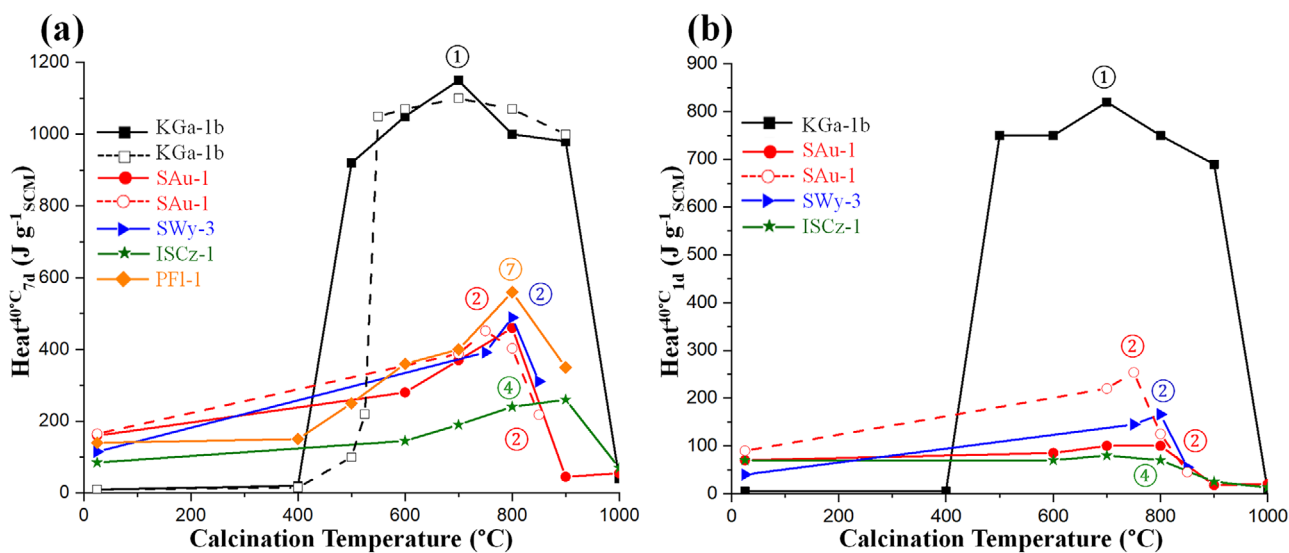 (a)
Heat⁴⁰°ᶜ₇d (J g⁻¹SCM)
1200
1000
800
600
400
200
0
KGa-1b
KGa-1b
SAu-1
SAu-1
SWy-3
ISCz-1
PFl-1
①
⑦
②
②
④
②
0
200
400
600
800
1000
Calcination Temperature (°C)
(b)
Heat⁴⁰°ᶜ₁d (J g⁻¹SCM)
900
800
700
600
500
400
300
200
100
0
KGa-1b
SAu-1
SAu-1
SWy-3
ISCz-1
①
②
②
②
④
0
200
400
600
800
1000
Calcination Temperature (°C)